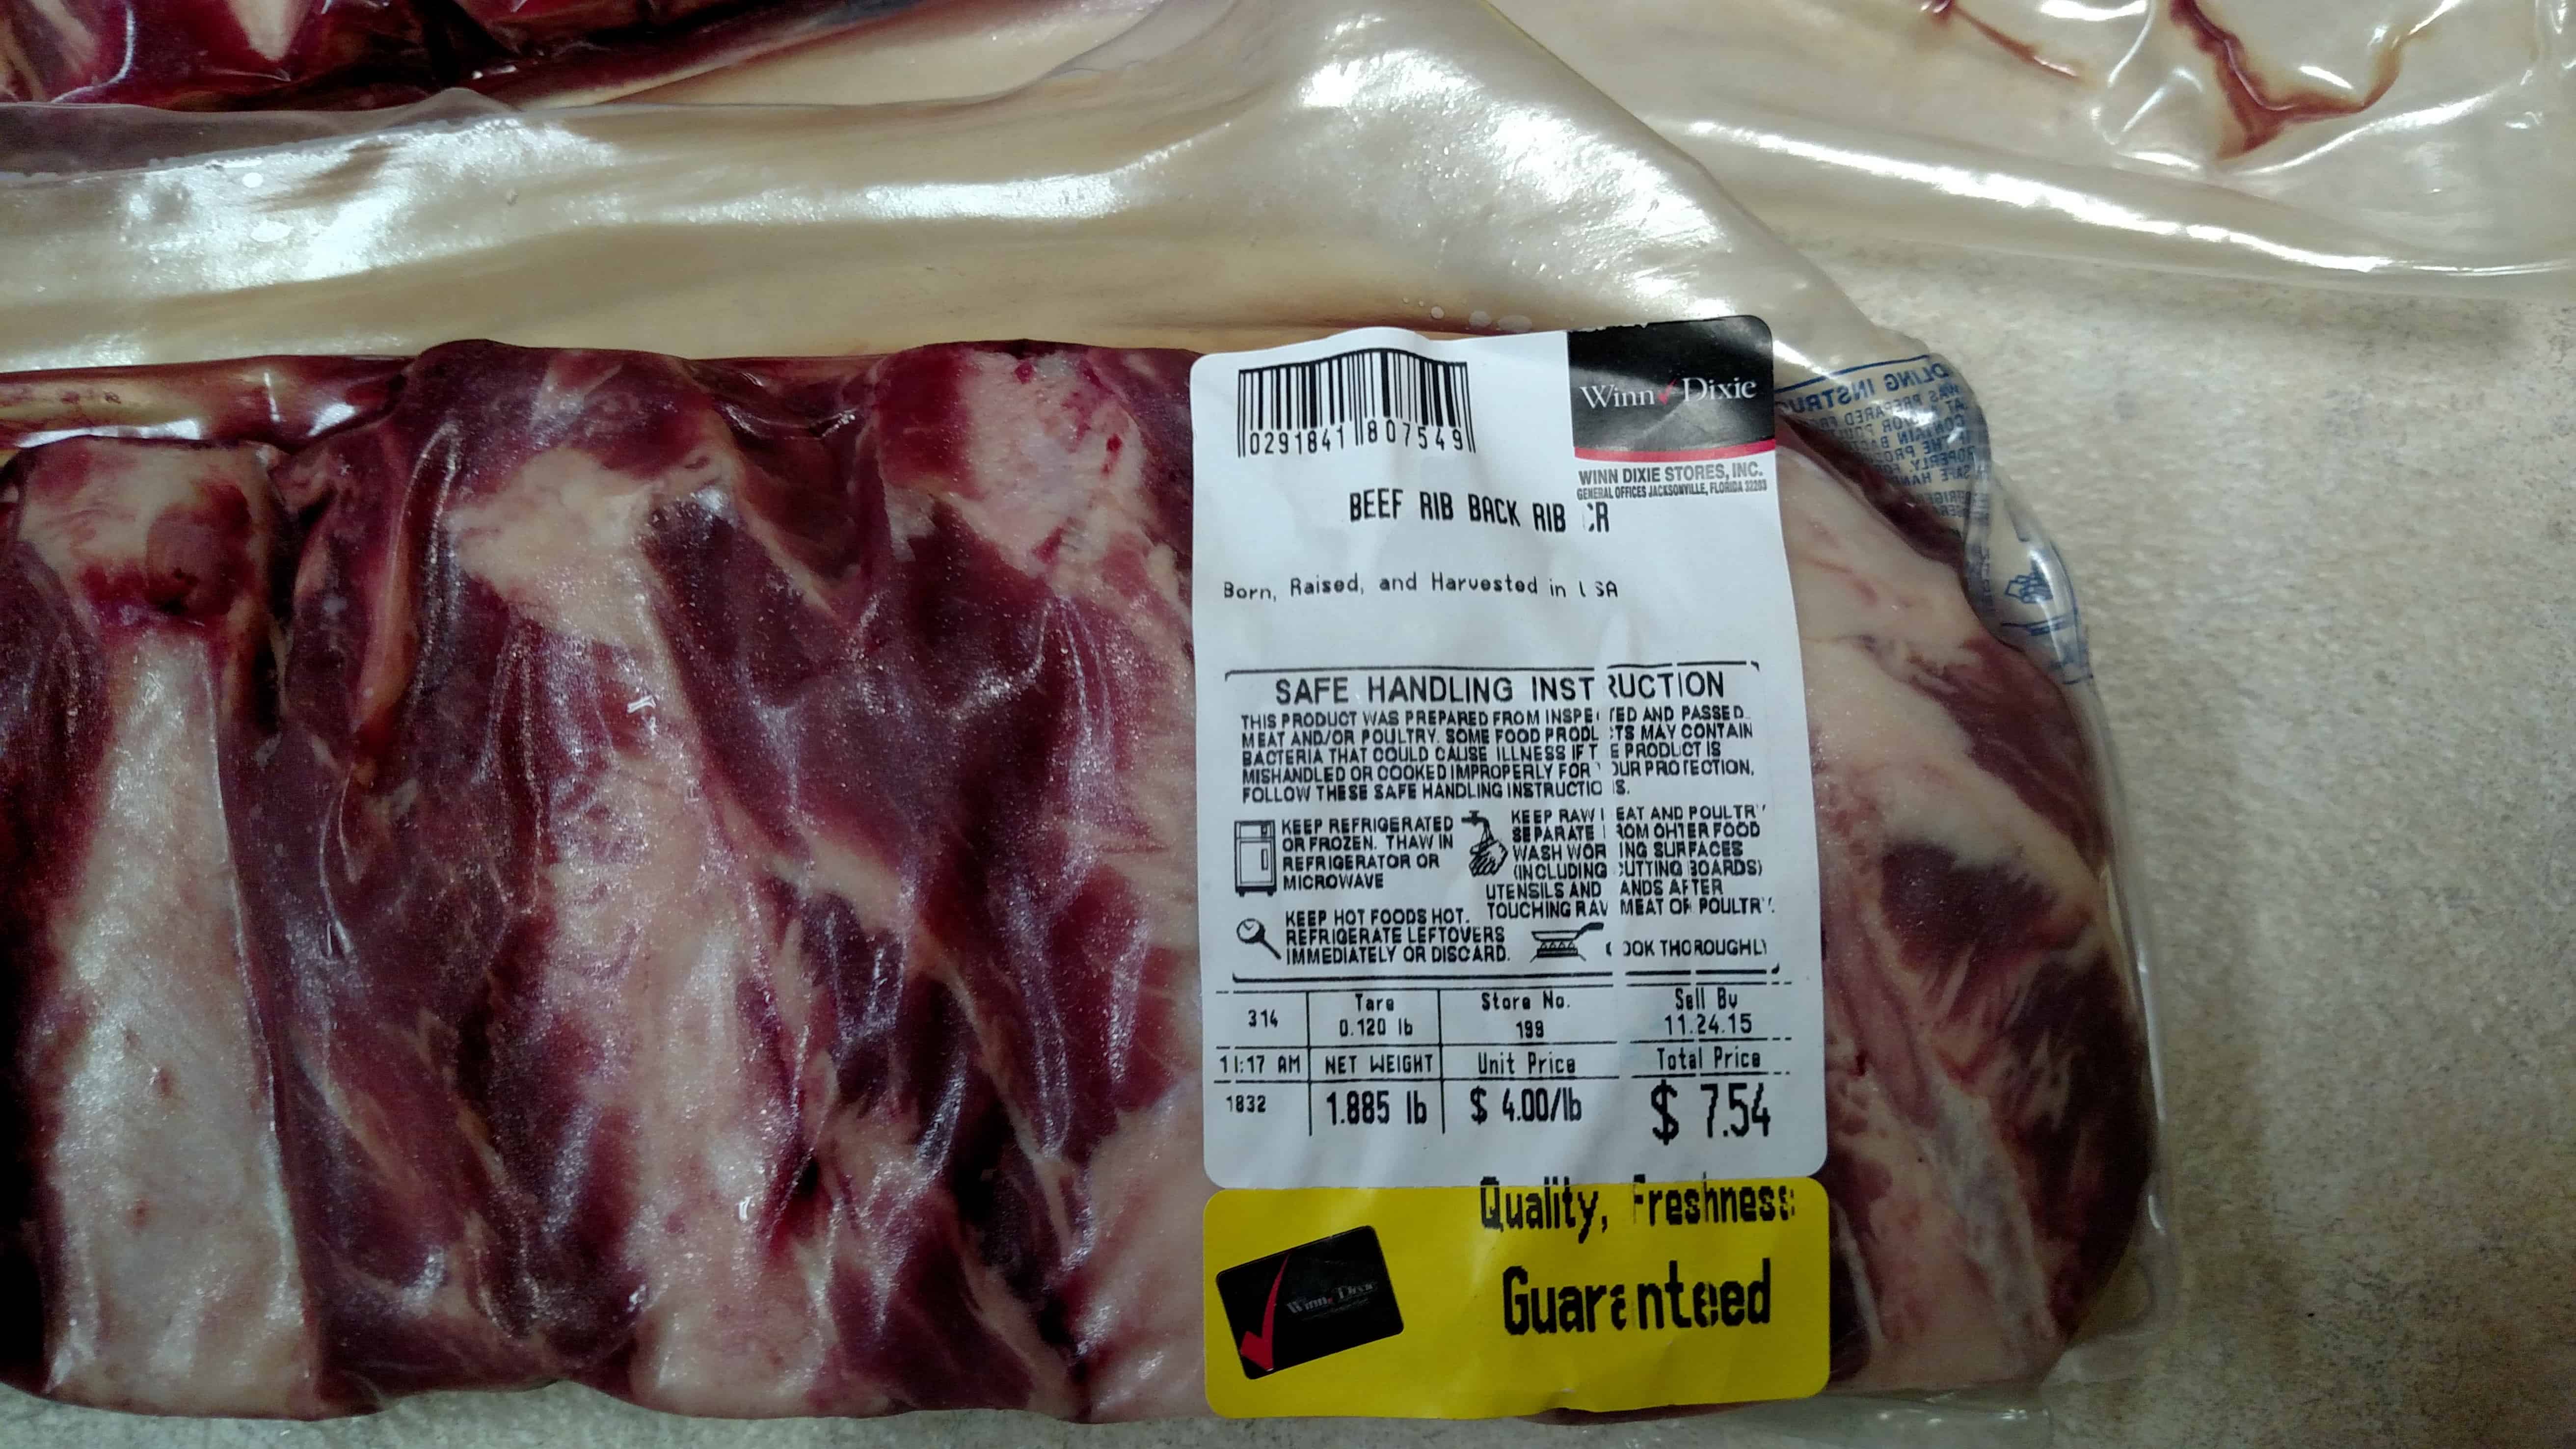 0291841 807549
Winn Dixie
WINN DIXIE STORES, INC.
GENERAL OFFICES JACKSONVILLE, FLORIDA 32203
BEEF RIB BACK RIB CR
Born, Raised, and Harvested in USA
SAFE HANDLING INSTRUCTION
THIS PRODUCT WAS PREPARED FROM INSPECTED AND PASSED
MEAT AND/OR POULTRY. SOME FOOD PRODUCTS MAY CONTAIN
BACTERIA THAT COULD CAUSE ILLNESS IF THE PRODUCT IS
MISHANDLED OR COOKED IMPROPERLY FOR YOUR PROTECTION,
FOLLOW THESE SAFE HANDLING INSTRUCTIONS.
KEEP REFRIGERATED
OR FROZEN. THAW IN
REFRIGERATOR OR
MICROWAVE
KEEP RAW MEAT AND POULTRY
SEPARATE FROM OHTER FOOD
WASH WORKING SURFACES
(INCLUDING CUTTING BOARDS)
UTENSILS AND HANDS AFTER
TOUCHING RAW MEAT OR POULTRY.
KEEP HOT FOODS HOT.
REFRIGERATE LEFTOVERS
IMMEDIATELY OR DISCARD.
COOK THOROUGHLY
314 Tare 0.120 lb Store No. 199 Sell By 11.24.15
11:17 AM NET WEIGHT Unit Price Total Price
1832 1.885 lb $ 4.00/lb $ 7.54
Quality, Freshness
Guaranteed
Winn Dixie